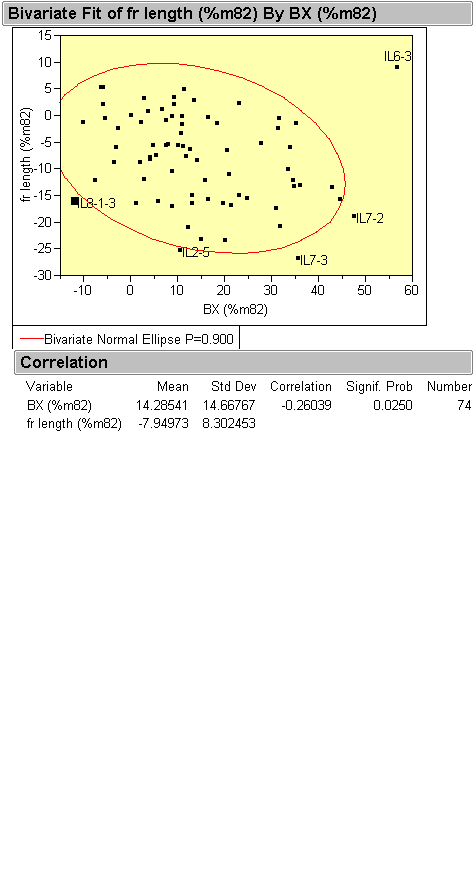 Bivariate Fit of fr length (%m82) By BX (%m82)
15
10
5
0
-5
-10
-15
-20
-25
-30
fr length (%m82)
IL6-3
IL8-1-3
IL7-2
IL2-5
IL7-3
-10 0 10 20 30 40 50 60
BX (%m82)
Bivariate Normal Ellipse P=0.900
Correlation
Variable Mean Std Dev Correlation Signif. Prob Number
BX (%m82) 14.28541 14.66767 -0.26039 0.0250 74
fr length (%m82) -7.94973 8.302453